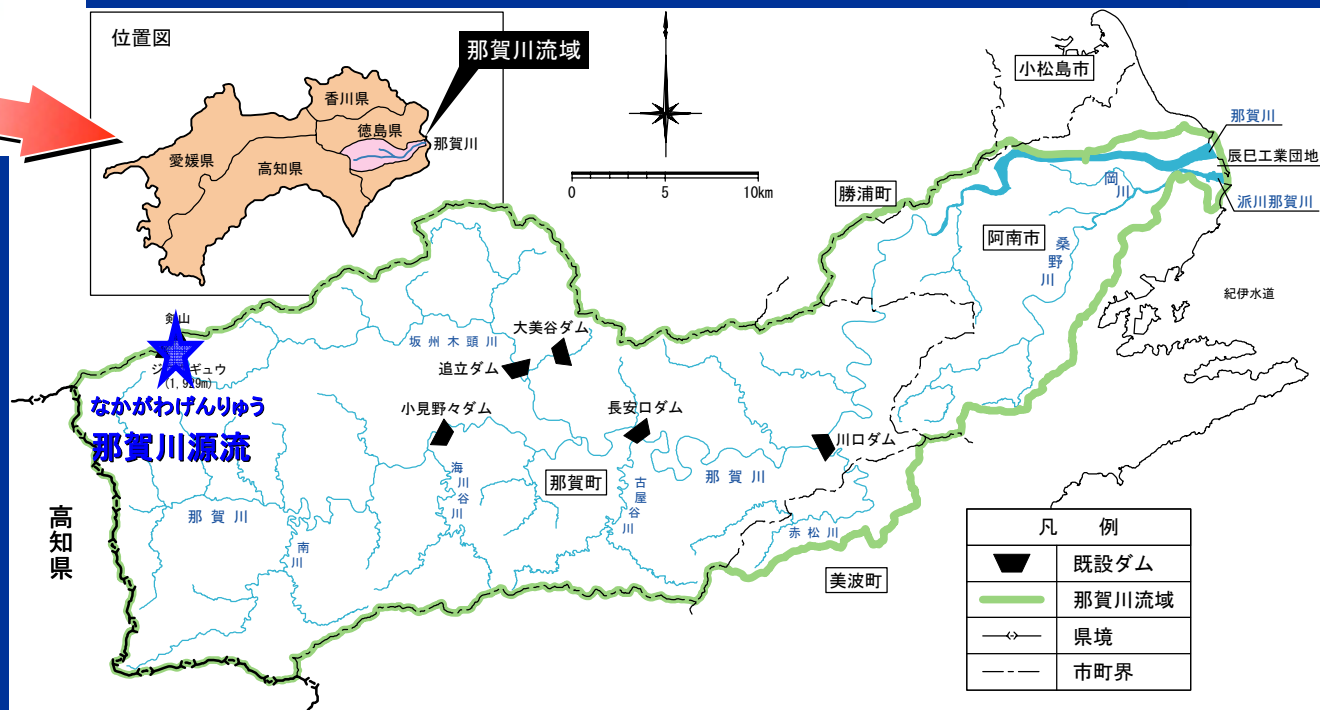 位置図
那賀川流域
香川県
徳島県
愛媛県
高知県
那賀川
0 5 10km
小松島市
那賀川
辰巳工業団地
派川那賀川
勝浦町
岡川
阿南市
桑野川
紀伊水道
剣山
ギュウ
なかがわげんりゅう
那賀川源流
坂州木頭川
大美谷ダム
追立ダム
小見野々ダム
長安口ダム
川口ダム
海川谷川
那賀町
古屋谷川
那賀川
那賀川
南川
赤松川
美波町
高知県
凡例
既設ダム
那賀川流域
県境
市町界